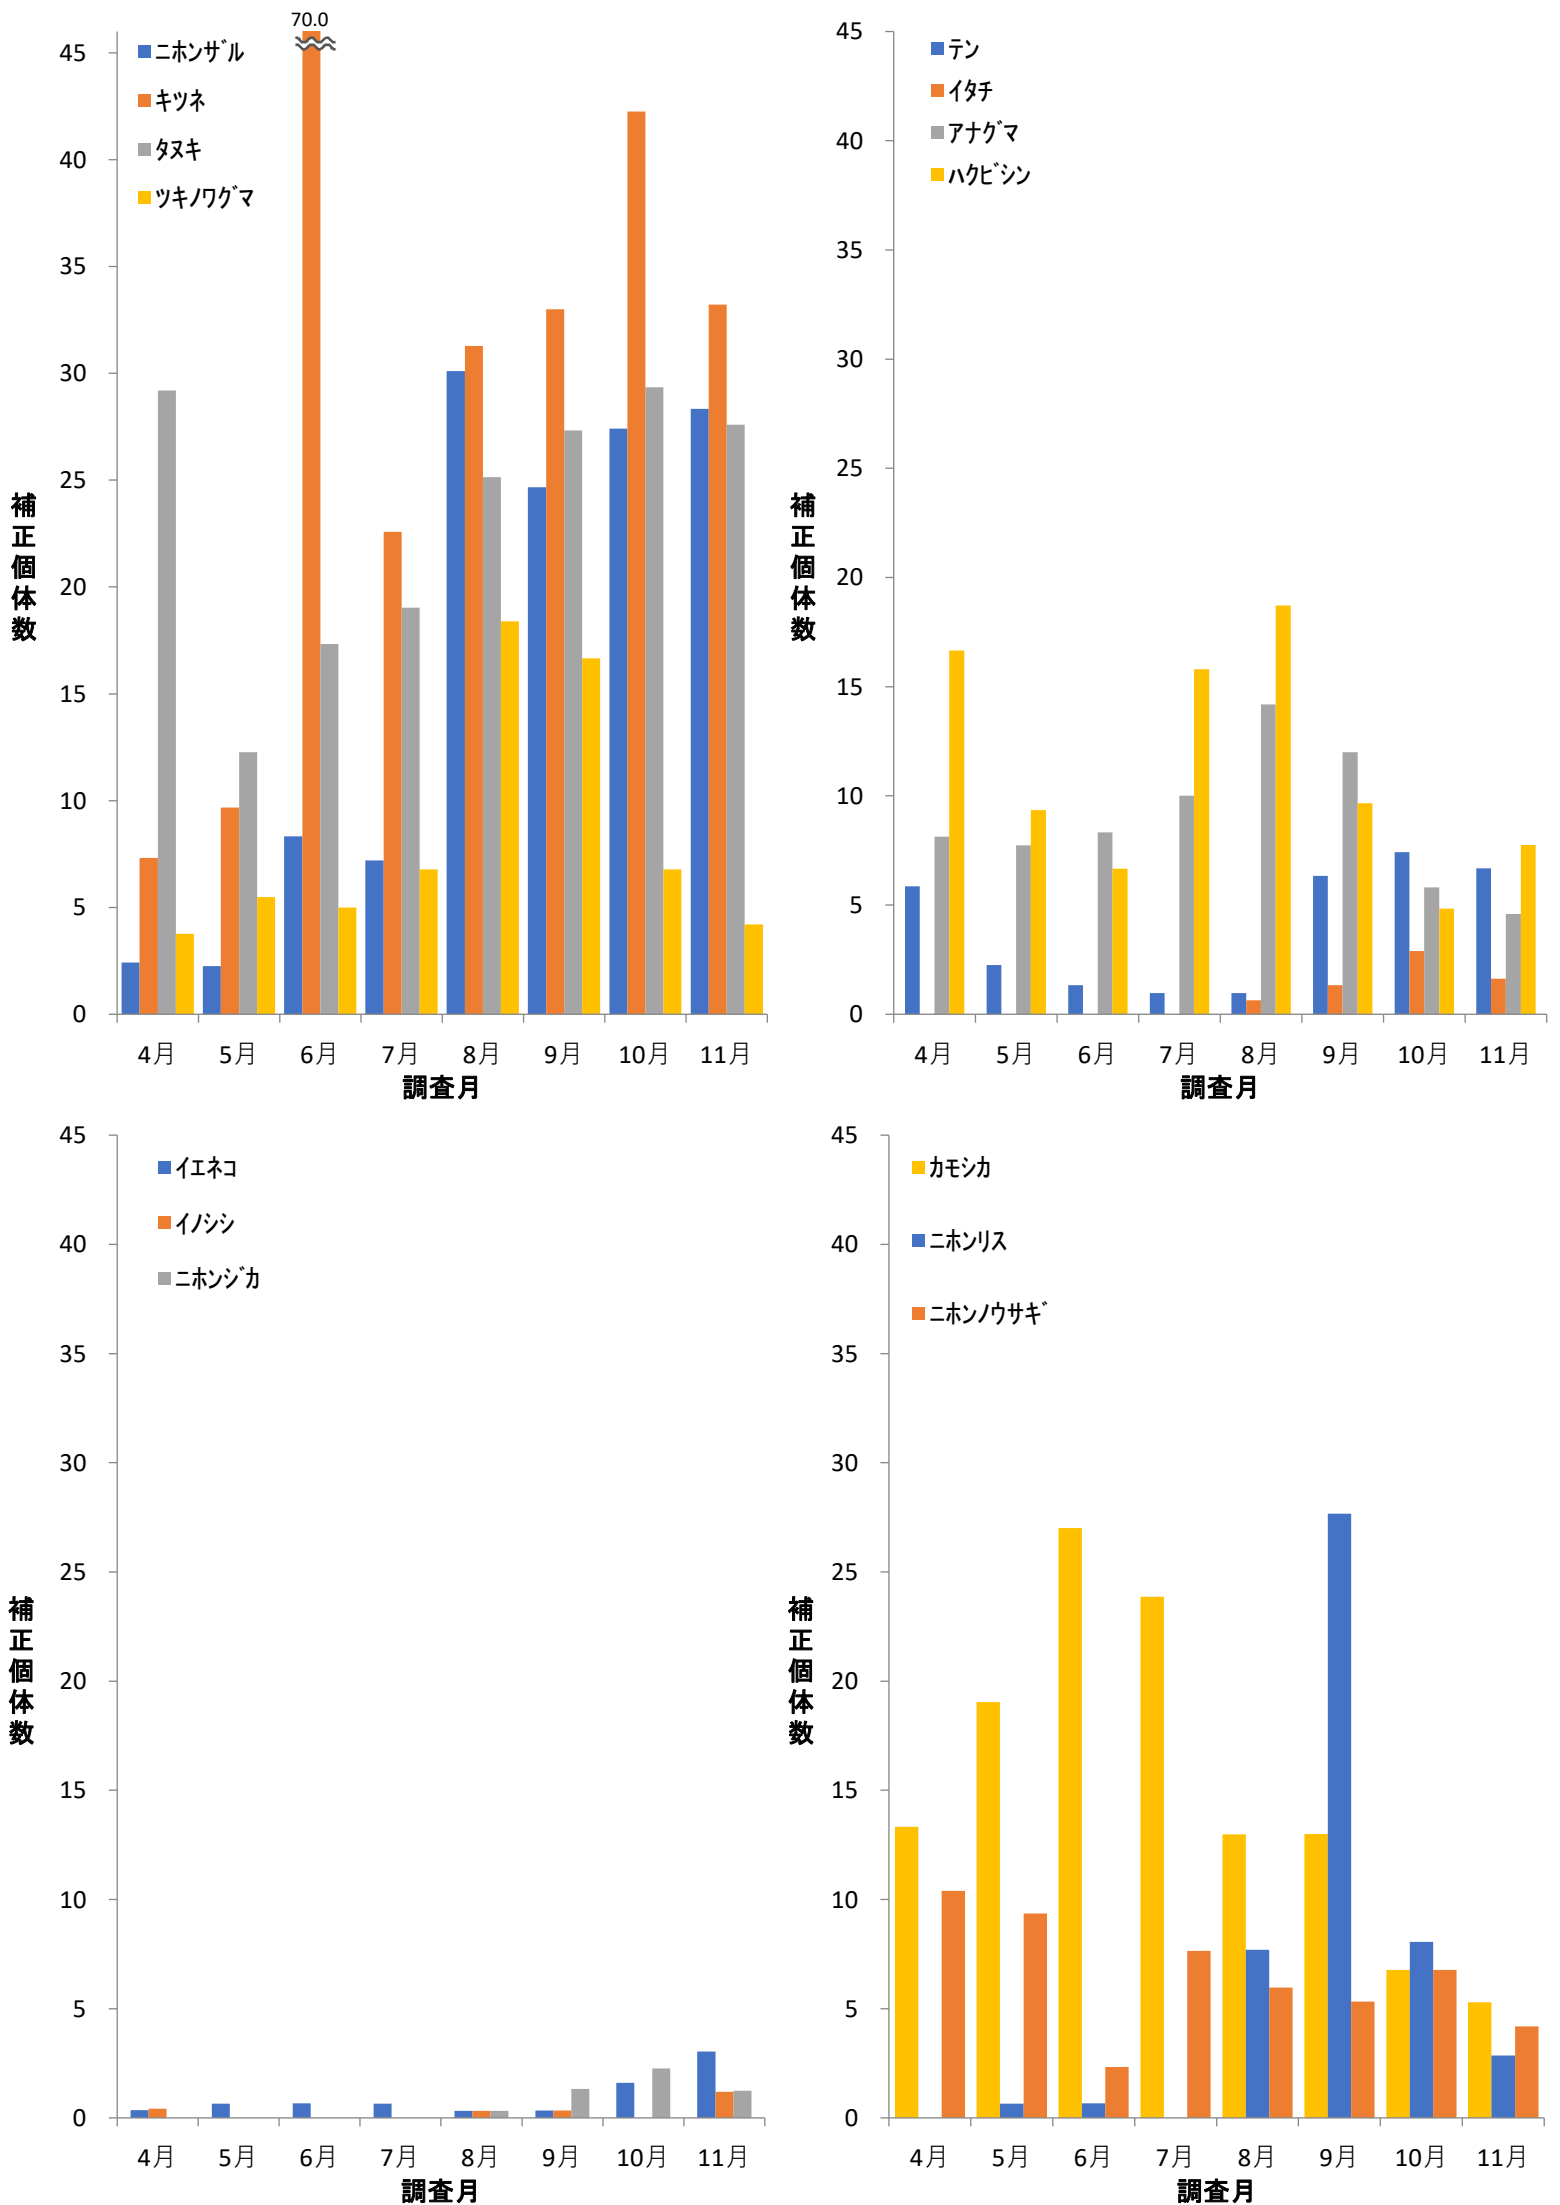 70.0
45
40
35
30
25
20
15
10
5
0
ニホンザル
キツネ
タヌキ
ツキノワグマ
補正個体数
4月 5月 6月 7月 8月 9月 10月 11月
調査月
45
40
35
30
25
20
15
10
5
0
テン
イタチ
アナグマ
ハクビシン
補正個体数
4月 5月 6月 7月 8月 9月 10月 11月
調査月
45
40
35
30
25
20
15
10
5
0
イエネコ
イノシシ
ニホンジカ
補正個体数
4月 5月 6月 7月 8月 9月 10月 11月
調査月
45
40
35
30
25
20
15
10
5
0
カモシカ
ニホンリス
ニホンノウサギ
補正個体数
4月 5月 6月 7月 8月 9月 10月 11月
調査月